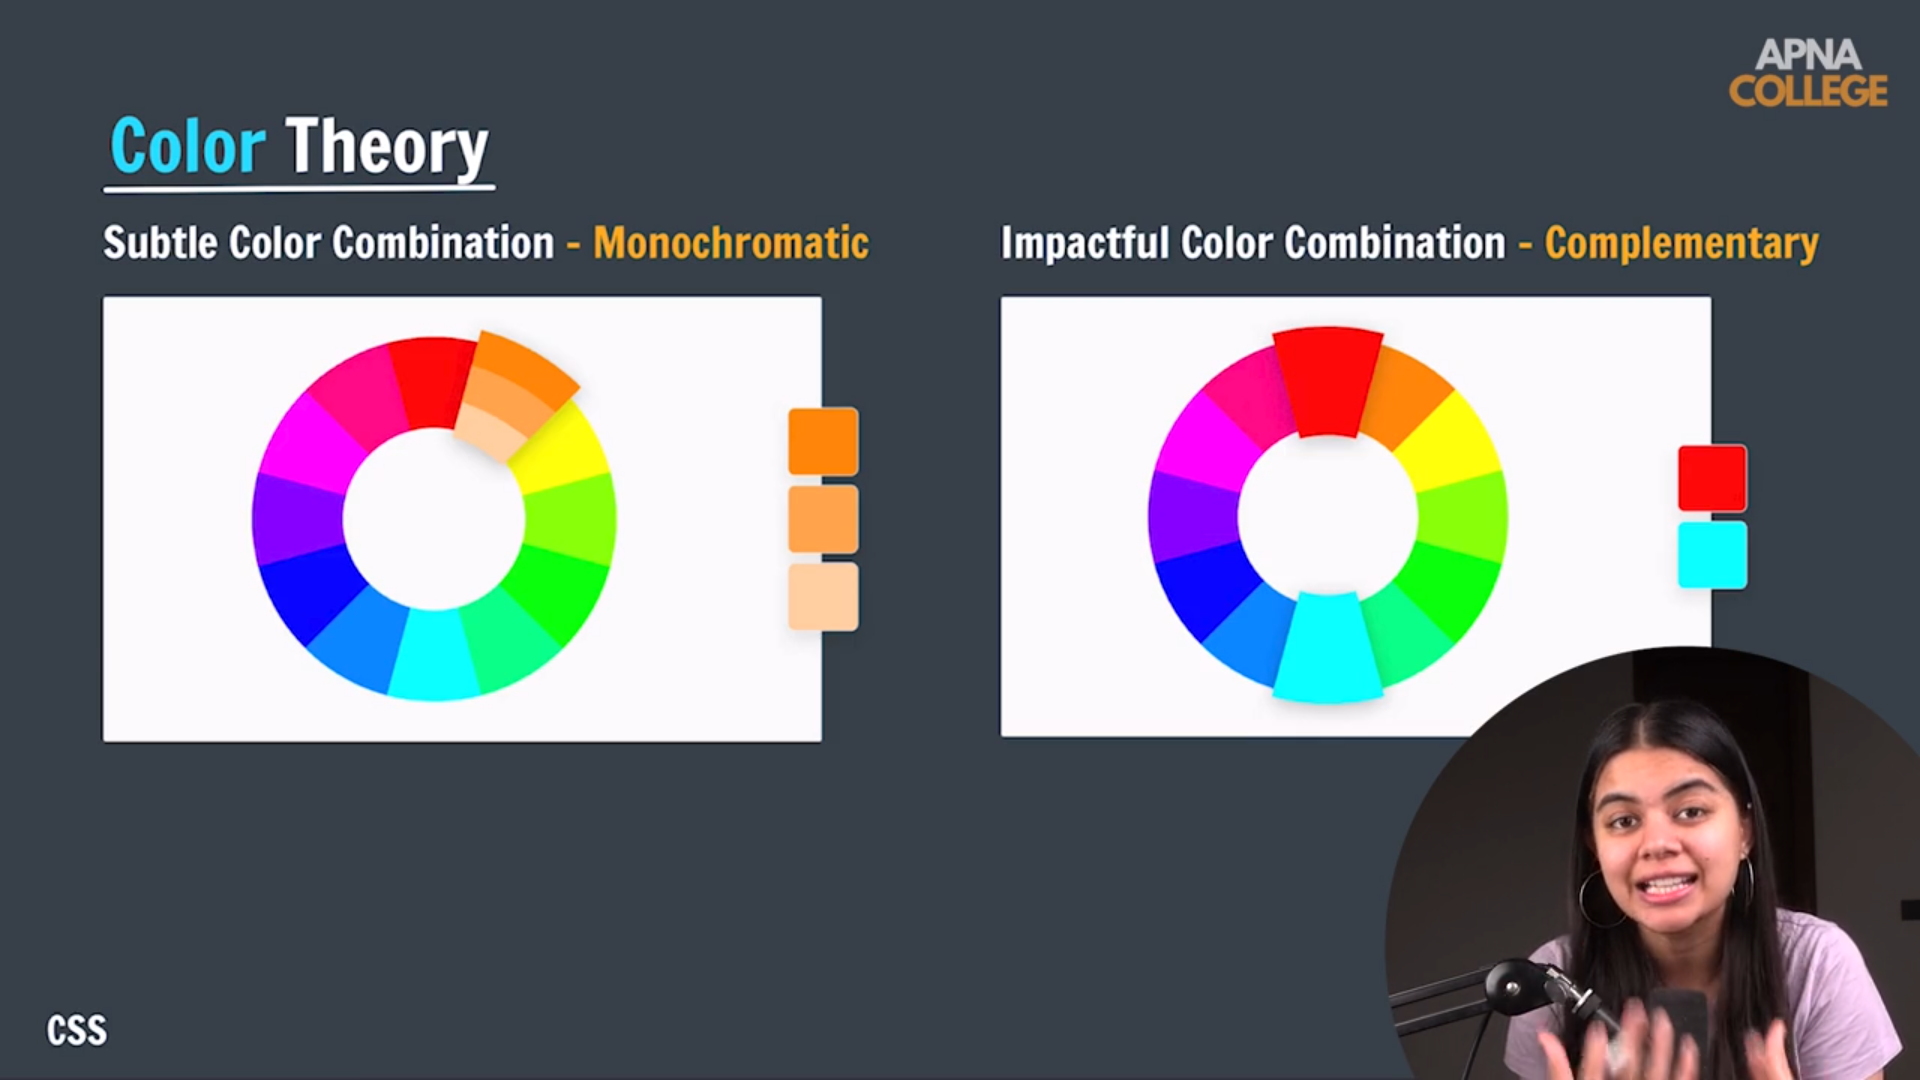 APNA
COLLEGE
Color Theory
Subtle Color Combination - Monochromatic
Impactful Color Combination - Complementary
CSS